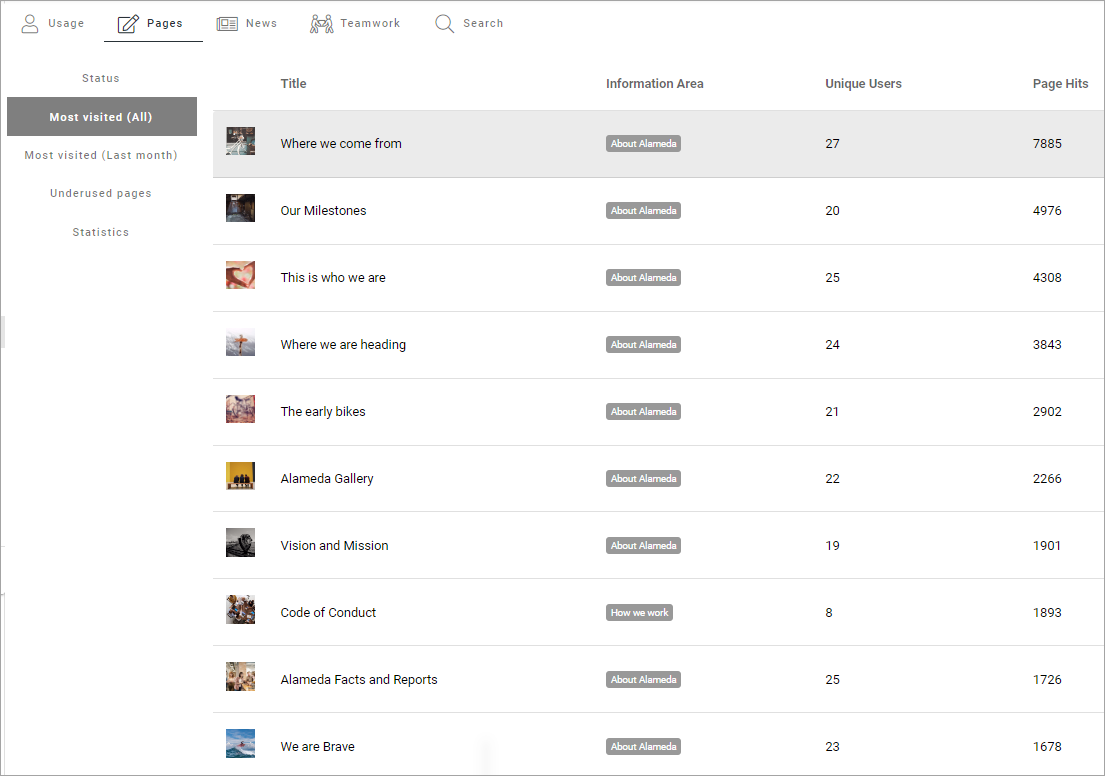 Usage Pages News Teamwork Search
Status
Most visited (All)
Most visited (Last month)
Underused pages
Statistics
Title Information Area Unique Users Page Hits
Where we come from About Alameda 27 7885
Our Milestones About Alameda 20 4976
This is who we are About Alameda 25 4308
Where we are heading About Alameda 24 3843
The early bikes About Alameda 21 2902
Alameda Gallery About Alameda 22 2266
Vision and Mission About Alameda 19 1901
Code of Conduct How we work 8 1893
Alameda Facts and Reports About Alameda 25 1726
We are Brave About Alameda 23 1678